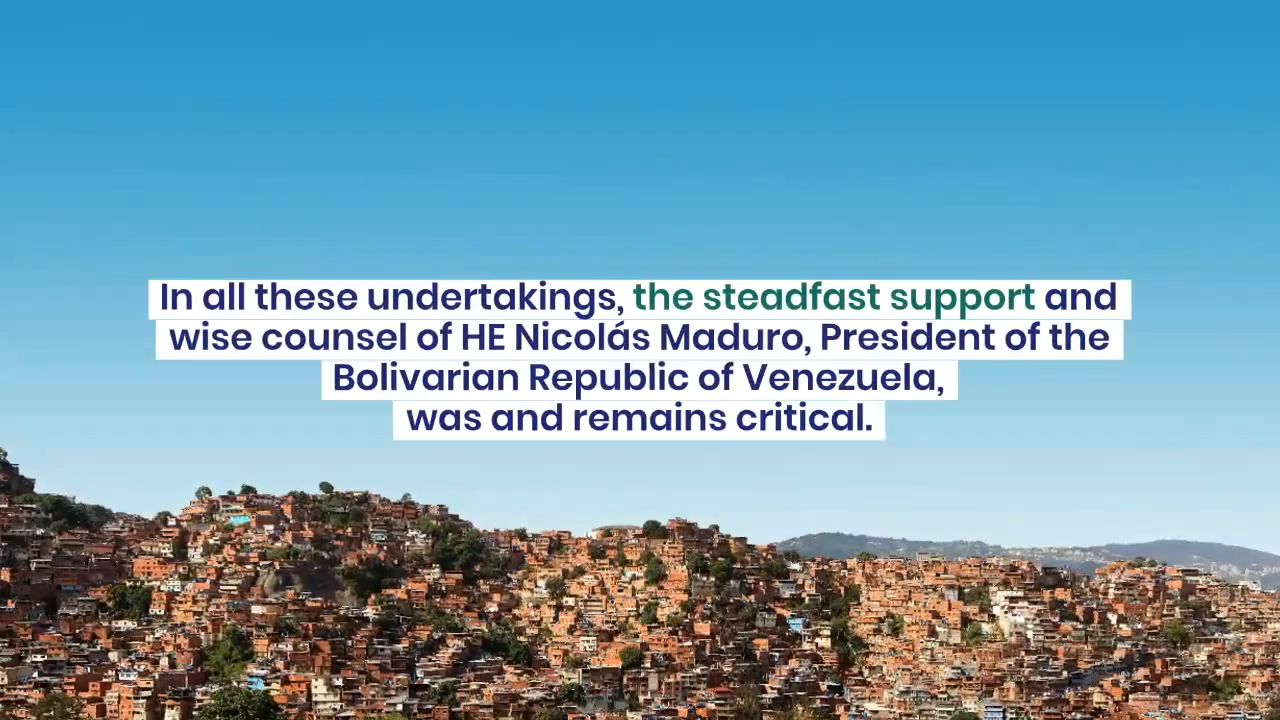 In all these undertakings, the steadfast support and
wise counsel of HE Nicolás Maduro, President of the
Bolivarian Republic of Venezuela,
was and remains critical.